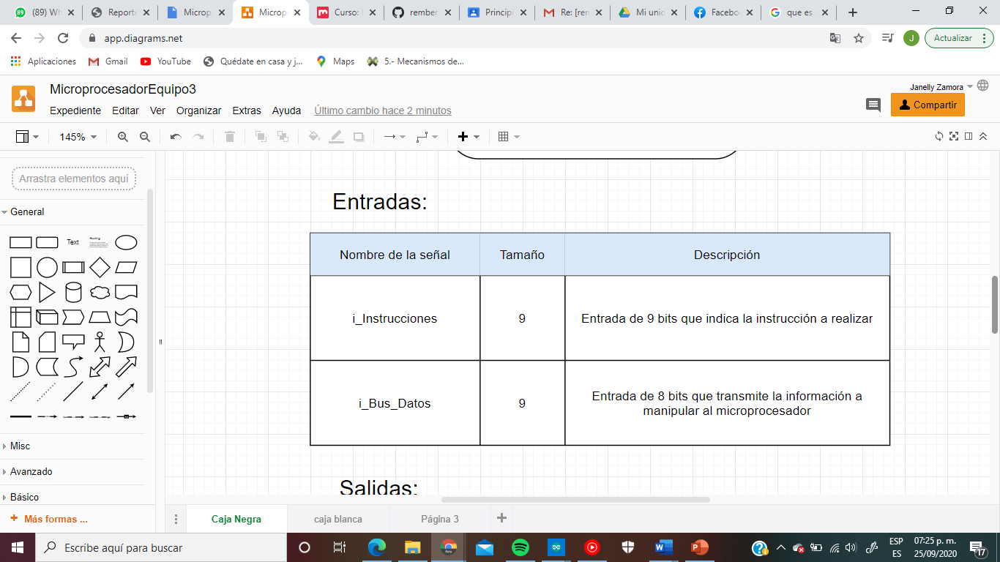 (89) Wh
Reporte
Microp
Microp
Curso:
rember
Principi
Re: [ren
Mi unic
Facebo
que es
app.diagrams.net
J
Actualizar
Aplicaciones
Gmail
YouTube
Quédate en casa y j...
Maps
5.- Mecanismos de...
MicroprocesadorEquipo3
Janelly Zamora
Expediente
Editar
Ver
Organizar
Extras
Ayuda
Último cambio hace 2 minutos
Compartir
145%
Arrastra elementos aquí
General
Text
Heading
Misc
Avanzado
Básico
Más formas ...
Entradas:
Nombre de la señal
Tamaño
Descripción
i_Instrucciones
9
Entrada de 9 bits que indica la instrucción a realizar
i_Bus_Datos
9
Entrada de 8 bits que transmite la información a
manipular al microprocesador
Salidas:
Caja Negra
caja blanca
Página 3
Escribe aquí para buscar
ESP
ES
07:25 p. m.
25/09/2020
17